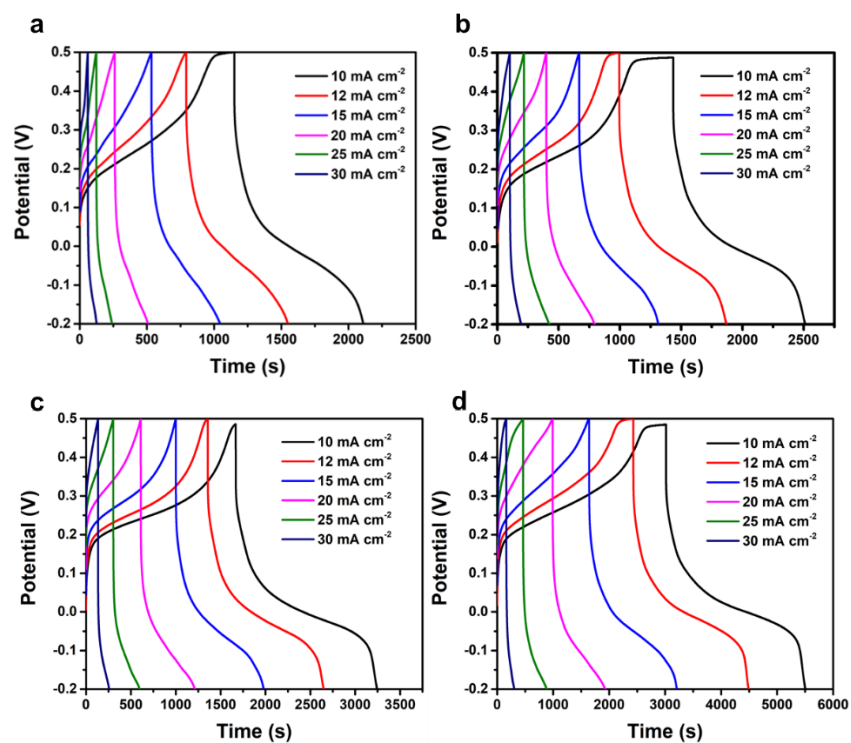 a
0.5
0.4
0.3
0.2
0.1
0.0
-0.1
-0.2
Potential (V)
10 mA cm-2
12 mA cm-2
15 mA cm-2
20 mA cm-2
25 mA cm-2
30 mA cm-2
0 500 1000 1500 2000 2500
Time (s)
b
0.5
0.4
0.3
0.2
0.1
0.0
-0.1
-0.2
Potential (V)
10 mA cm-2
12 mA cm-2
15 mA cm-2
20 mA cm-2
25 mA cm-2
30 mA cm-2
0 500 1000 1500 2000 2500
Time (s)
c
0.5
0.4
0.3
0.2
0.1
0.0
-0.1
-0.2
Potential (V)
10 mA cm-2
12 mA cm-2
15 mA cm-2
20 mA cm-2
25 mA cm-2
30 mA cm-2
0 500 1000 1500 2000 2500 3000 3500
Time (s)
d
0.5
0.4
0.3
0.2
0.1
0.0
-0.1
-0.2
Potential (V)
10 mA cm-2
12 mA cm-2
15 mA cm-2
20 mA cm-2
25 mA cm-2
30 mA cm-2
0 1000 2000 3000 4000 5000 6000
Time (s)